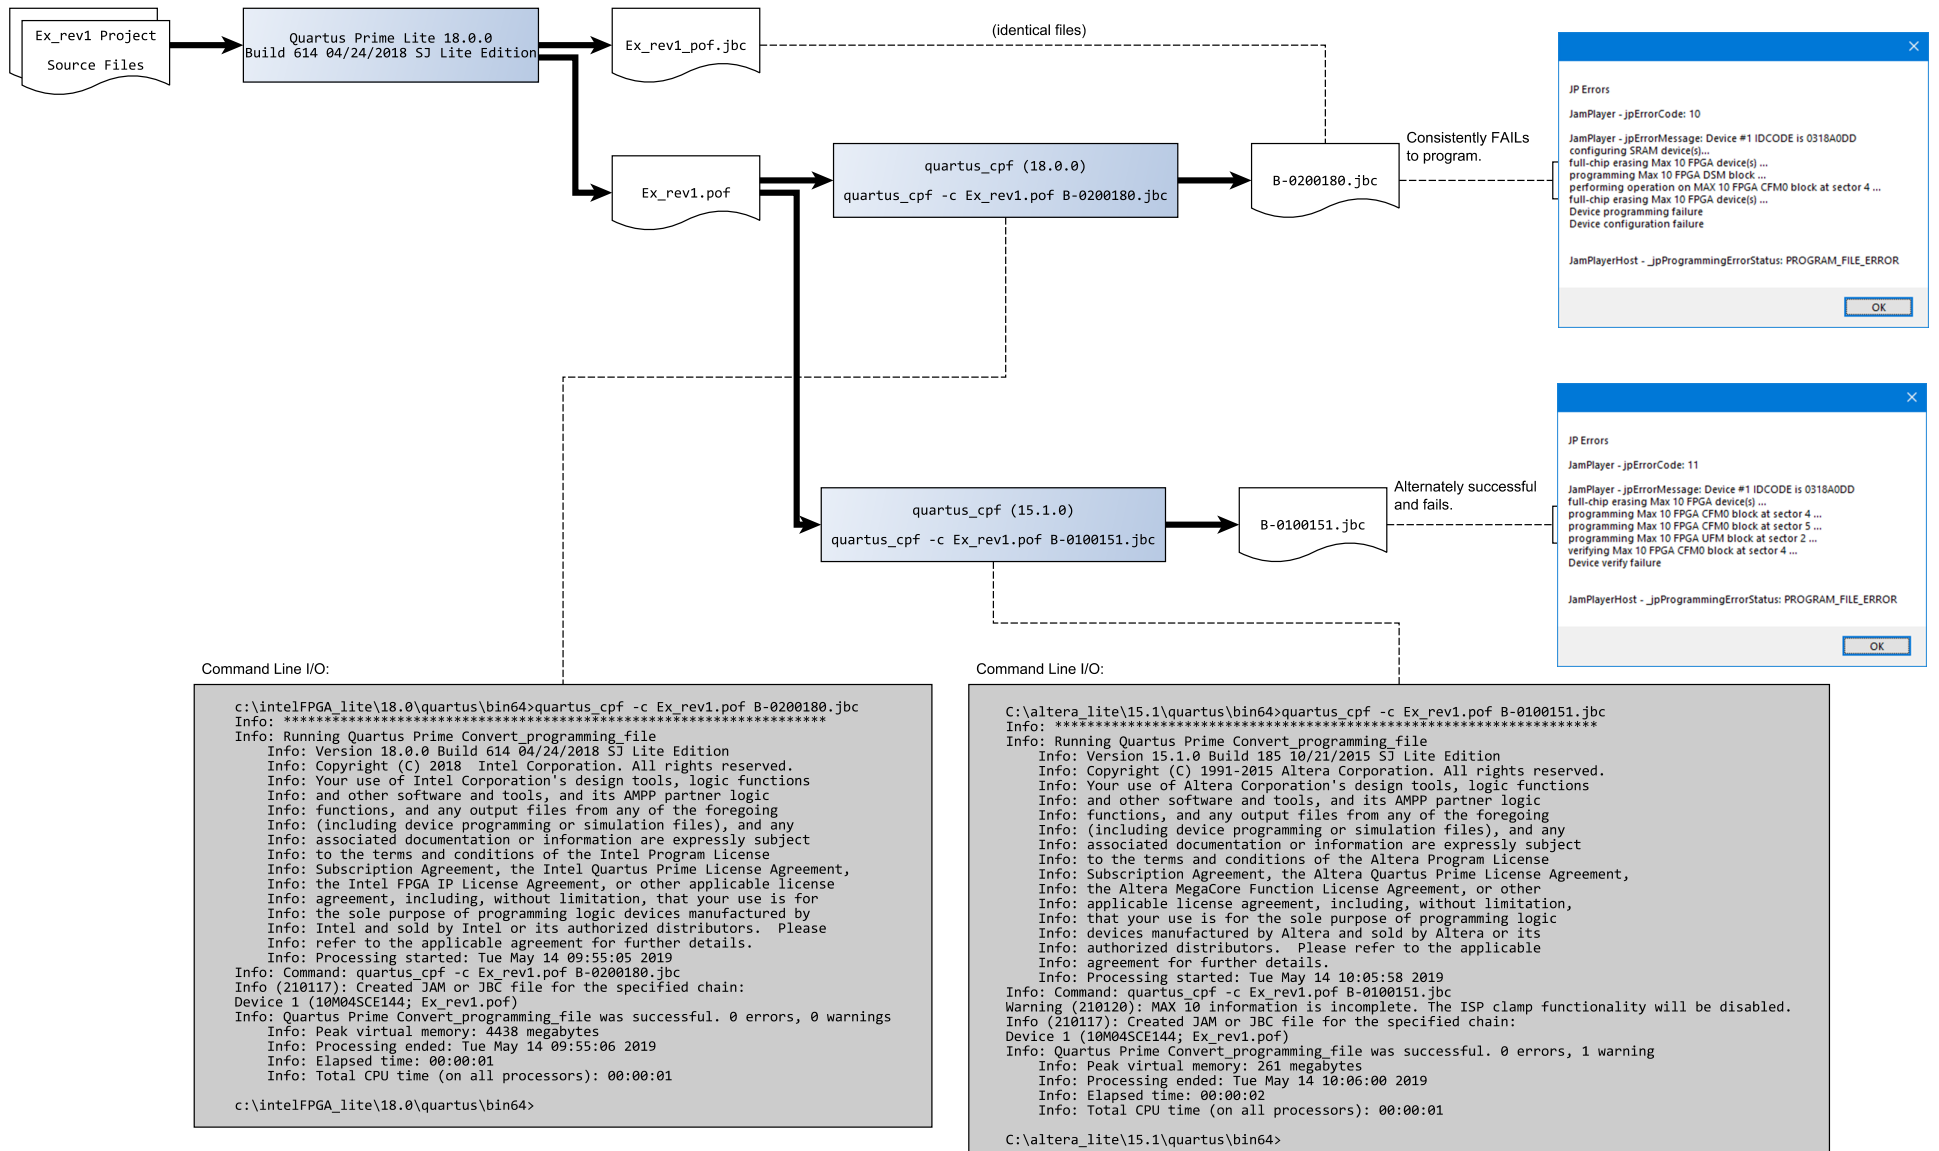 Ex_rev1 Project
Source Files
Quartus Prime Lite 18.0.0
Build 614 04/24/2018 SJ Lite Edition
Ex_rev1_pof.jbc
(identical files)
Ex_rev1.pof
quartus_cpf (18.0.0)
quartus_cpf -c Ex_rev1.pof B-0200180.jbc
B-0200180.jbc
Consistently FAILs
to program.
JP Errors
JamPlayer - jpErrorCode: 10
JamPlayer - jpErrorMessage: Device #1 IDCODE is 0318A0DD
configuring SRAM device(s)...
full-chip erasing Max 10 FPGA device(s) ...
programming Max 10 FPGA DSM block ...
performing operation on MAX 10 FPGA CFM0 block at sector 4 ...
full-chip erasing Max 10 FPGA device(s) ...
Device programming failure
Device configuration failure
JamPlayerHost - _jpProgrammingErrorStatus: PROGRAM_FILE_ERROR
OK
quartus_cpf (15.1.0)
quartus_cpf -c Ex_rev1.pof B-0100151.jbc
B-0100151.jbc
Alternately successful
and fails.
JP Errors
JamPlayer - jpErrorCode: 11
JamPlayer - jpErrorMessage: Device #1 IDCODE is 0318A0DD
full-chip erasing Max 10 FPGA device(s) ...
programming Max 10 FPGA CFM0 block at sector 4 ...
programming Max 10 FPGA CFM0 block at sector 5 ...
programming Max 10 FPGA UFM block at sector 2 ...
verifying Max 10 FPGA CFM0 block at sector 4 ...
Device verify failure
JamPlayerHost - _jpProgrammingErrorStatus: PROGRAM_FILE_ERROR
OK
Command Line I/O:
c:\intelFPGA_lite\18.0\quartus\bin64>quartus_cpf -c Ex_rev1.pof B-0200180.jbc
Info: *******************************************************************
Info: Running Quartus Prime Convert_programming_file
Info: Version 18.0.0 Build 614 04/24/2018 SJ Lite Edition
Info: Copyright (C) 2018  Intel Corporation. All rights reserved.
Info: Your use of Intel Corporation's design tools, logic functions
Info: and other software and tools, and its AMPP partner logic
Info: functions, and any output files from any of the foregoing
Info: (including device programming or simulation files), and any
Info: associated documentation or information are expressly subject
Info: to the terms and conditions of the Intel Program License
Info: Subscription Agreement, the Intel Quartus Prime License Agreement,
Info: the Intel FPGA IP License Agreement, or other applicable license
Info: agreement, including, without limitation, that your use is for
Info: the sole purpose of programming logic devices manufactured by
Info: Intel and sold by Intel or its authorized distributors.  Please
Info: refer to the applicable agreement for further details.
Info: Processing started: Tue May 14 09:55:05 2019
Info: Command: quartus_cpf -c Ex_rev1.pof B-0200180.jbc
Info (210117): Created JAM or JBC file for the specified chain:
Device 1 (10M04SCE144; Ex_rev1.pof)
Info: Quartus Prime Convert_programming_file was successful. 0 errors, 0 warnings
Info: Peak virtual memory: 4438 megabytes
Info: Processing ended: Tue May 14 09:55:06 2019
Info: Elapsed time: 00:00:01
Info: Total CPU time (on all processors): 00:00:01
c:\intelFPGA_lite\18.0\quartus\bin64>
Command Line I/O:
C:\altera_lite\15.1\quartus\bin64>quartus_cpf -c Ex_rev1.pof B-0100151.jbc
Info: *******************************************************************
Info: Running Quartus Prime Convert_programming_file
Info: Version 15.1.0 Build 185 10/21/2015 SJ Lite Edition
Info: Copyright (C) 1991-2015 Altera Corporation. All rights reserved.
Info: Your use of Altera Corporation's design tools, logic functions
Info: and other software and tools, and its AMPP partner logic
Info: functions, and any output files from any of the foregoing
Info: (including device programming or simulation files), and any
Info: associated documentation or information are expressly subject
Info: to the terms and conditions of the Altera Program License
Info: Subscription Agreement, the Altera Quartus Prime License Agreement,
Info: the Altera MegaCore Function License Agreement, or other
Info: applicable license agreement, including, without limitation,
Info: that your use is for the sole purpose of programming logic
Info: devices manufactured by Altera and sold by Altera or its
Info: authorized distributors.  Please refer to the applicable
Info: agreement for further details.
Info: Processing started: Tue May 14 10:05:58 2019
Info: Command: quartus_cpf -c Ex_rev1.pof B-0100151.jbc
Warning (210120): MAX 10 information is incomplete. The ISP clamp functionality will be disabled.
Info (210117): Created JAM or JBC file for the specified chain:
Device 1 (10M04SCE144; Ex_rev1.pof)
Info: Quartus Prime Convert_programming_file was successful. 0 errors, 1 warning
Info: Peak virtual memory: 261 megabytes
Info: Processing ended: Tue May 14 10:06:00 2019
Info: Elapsed time: 00:00:02
Info: Total CPU time (on all processors): 00:00:01
C:\altera_lite\15.1\quartus\bin64>